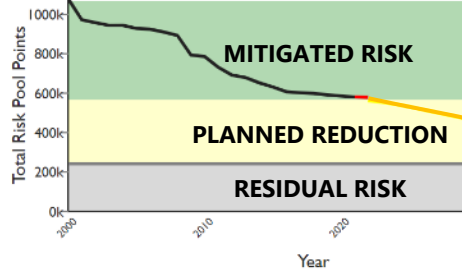 Total Risk Pool Points
1000k
800k
600k
400k
200k
0k
MITIGATED RISK
PLANNED REDUCTION
RESIDUAL RISK
2000
2010
2020
Year